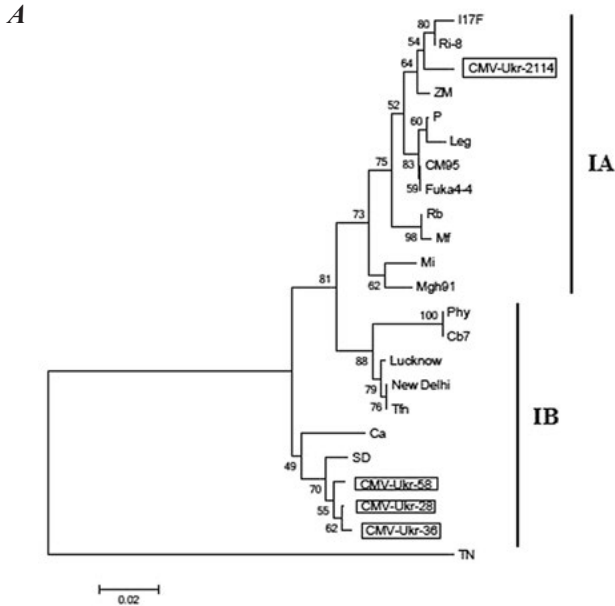 A
80
I17F
Ri-8
54
CMV-Ukr-2114
64
ZM
52
60
P
Leg
83
CM95
59
Fuka4-4
IA
75
Rb
98
Mf
73
Mi
62
Mgh91
81
100
Phy
Cb7
88
Lucknow
79
New Delhi
76
Tfn
IB
Ca
49
SD
70
CMV-Ukr-58
55
CMV-Ukr-28
62
CMV-Ukr-36
TN
0.02